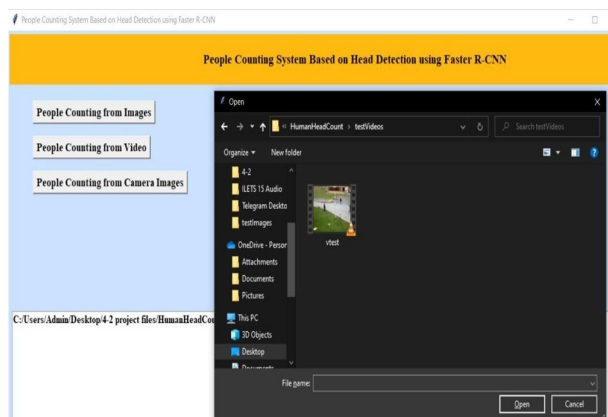 People Counting System Based on Head Detection using Faster R-CNN
People Counting System Based on Head Detection using Faster R-CNN
People Counting from Images
People Counting from Video
People Counting from Camera Images
C:/Users/Admin/Desktop/4-2 project files/HumanHeadCou
Open
« HumanHeadCount › testVideos
Search testVideos
Organize
New folder
4-2
ILETS 15 Audio
Telegram Deskto
testImages
OneDrive - Person
Attachments
Documents
Pictures
This PC
3D Objects
Desktop
Documents
vtest
File name:
Open
Cancel